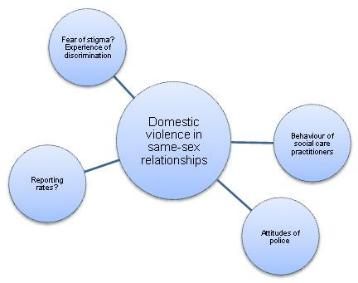 Fear of stigma?
Experience of
discrimination
Domestic
violence in
same-sex
relationships
Behaviour of
social care
practitioners
Reporting
rates?
Attitudes of
police